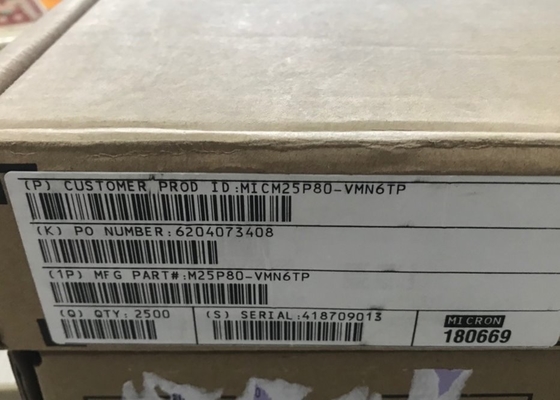 (P) CUSTOMER PROD ID:MICM25P80-VMN6TP
(K) PO NUMBER:6204073408
(1P) MFG PART#:M25P80-VMN6TP
(Q) QTY:2500
(S) SERIAL:418709013
MICRON
180669